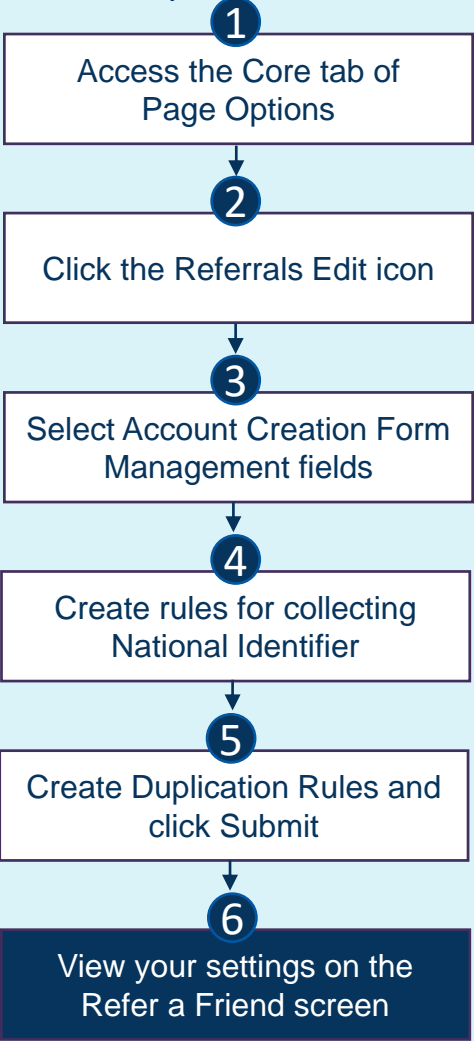 1
Access the Core tab of
Page Options
2
Click the Referrals Edit icon
3
Select Account Creation Form
Management fields
4
Create rules for collecting
National Identifier
5
Create Duplication Rules and
click Submit
6
View your settings on the
Refer a Friend screen